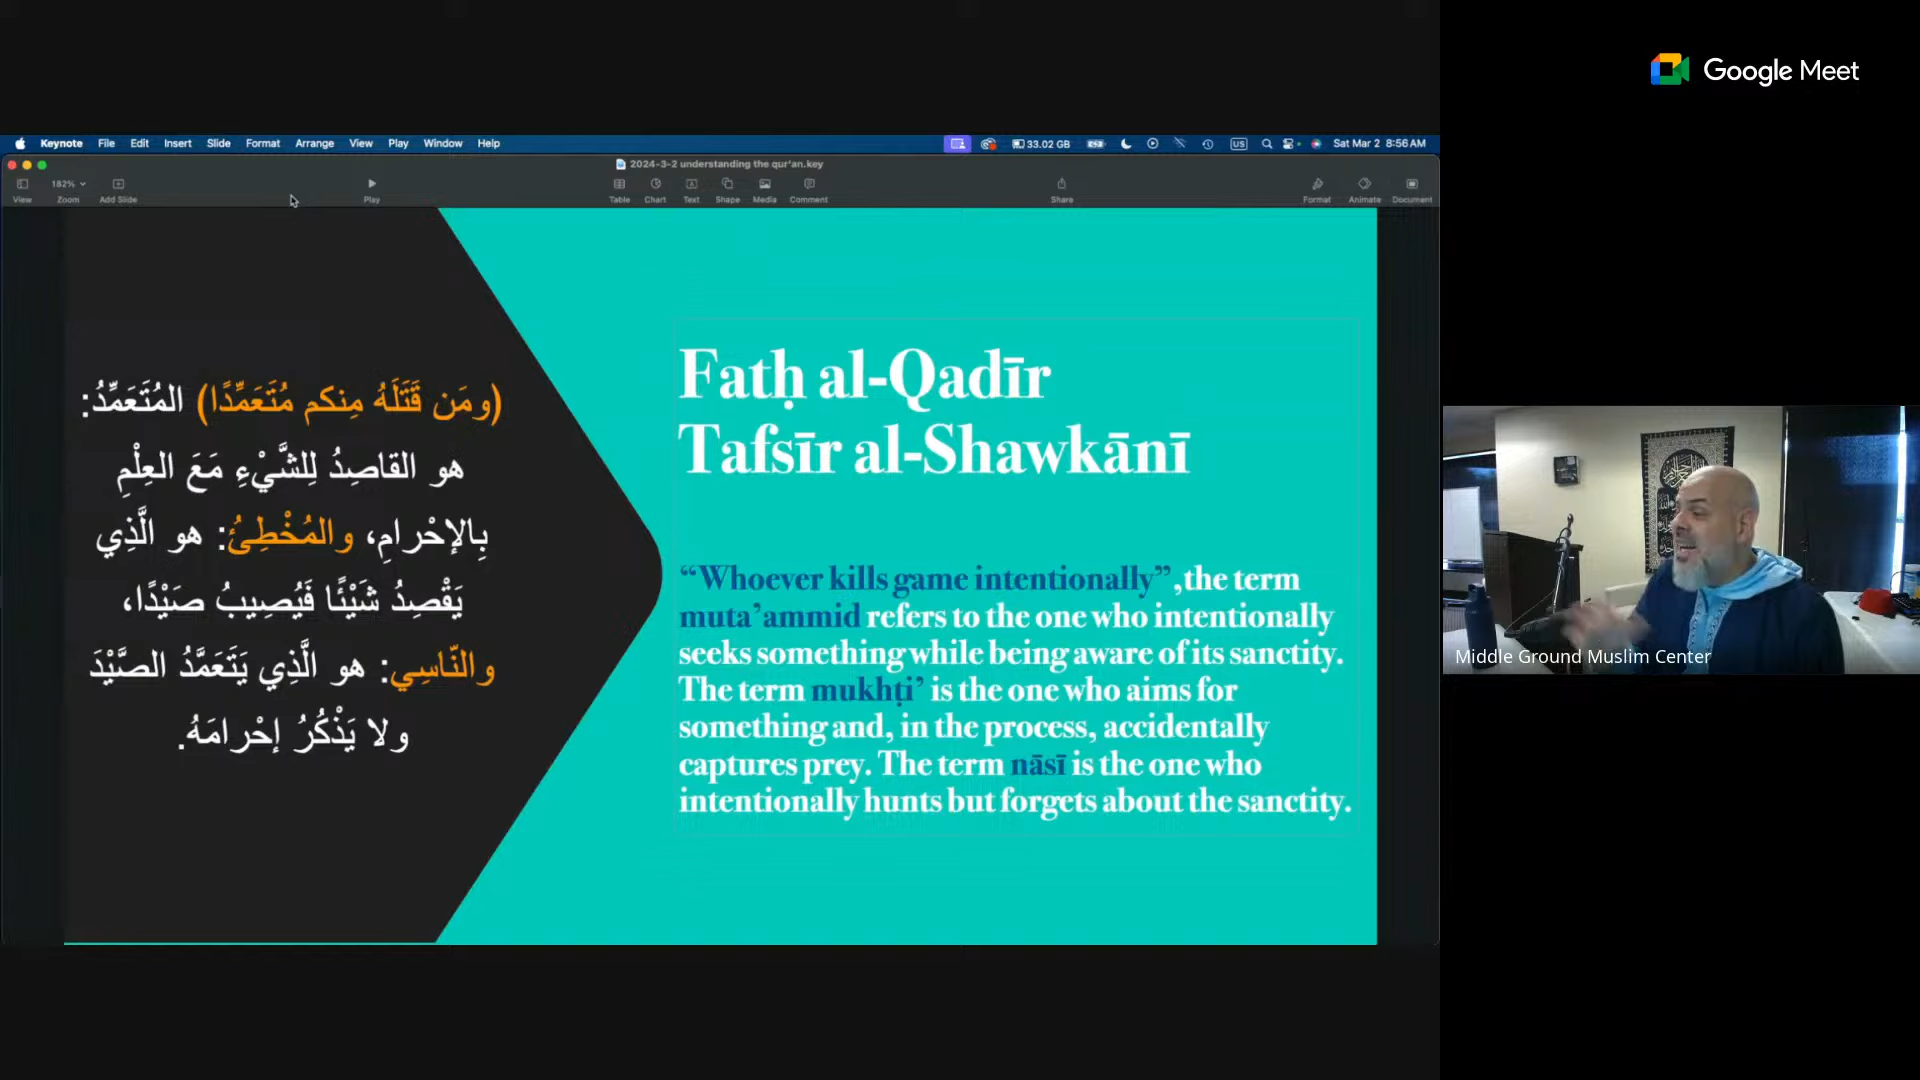 Google Meet
Keynote File Edit Insert Slide Format Arrange View Play Window Help
33.02 GB US Sat Mar 2 8:56 AM
2024-3-2 understanding the qur'an.key
182%
View Zoom Add Slide Play Table Chart Text Shape Media Comment Share Format Animate Document
(ومَن قَتَلَهُ مِنكم مُتَعَمِّدًا) المُتَعَمِّدُ:
هو القاصِدُ لِلشَّيْءِ مَعَ العِلْمِ
بِالإحْرامِ، والمُخْطِئُ: هو الَّذِي
يَقْصِدُ شَيْئًا فَيُصِيبُ صَيْدًا،
والنّاسِي: هو الَّذِي يَتَعَمَّدُ الصَّيْدَ
ولا يَذْكُرُ إحْرامَهُ.
Fatḥ al-Qadīr
Tafsīr al-Shawkānī
“Whoever kills game intentionally”,the term
muta’ammid refers to the one who intentionally
seeks something while being aware of its sanctity.
The term mukhṭi’ is the one who aims for
something and, in the process, accidentally
captures prey. The term nāsī is the one who
intentionally hunts but forgets about the sanctity.
Middle Ground Muslim Center